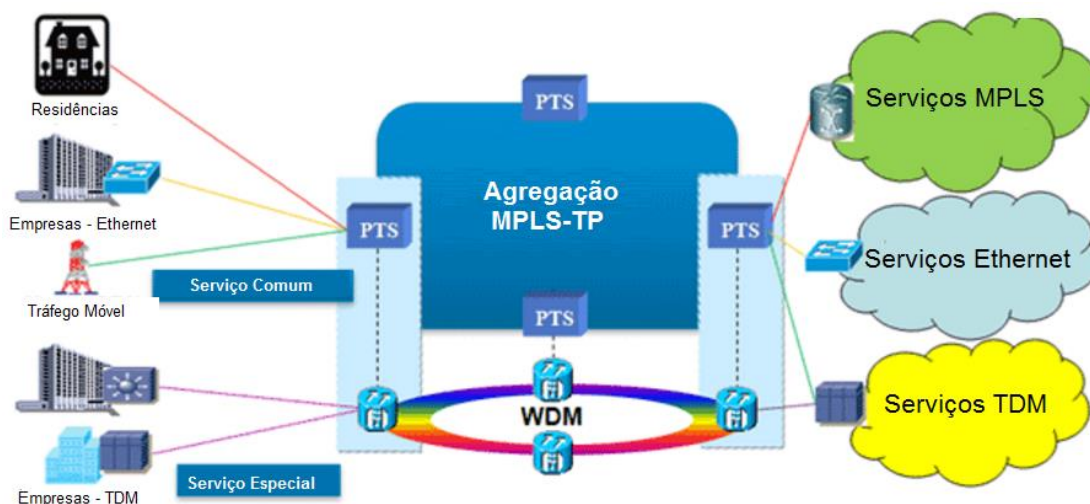 Residências
Empresas - Ethernet
Tráfego Móvel
Serviço Comum
Empresas - TDM
Serviço Especial
PTS
PTS
Agregação
MPLS-TP
PTS
PTS
WDM
Serviços MPLS
Serviços Ethernet
Serviços TDM